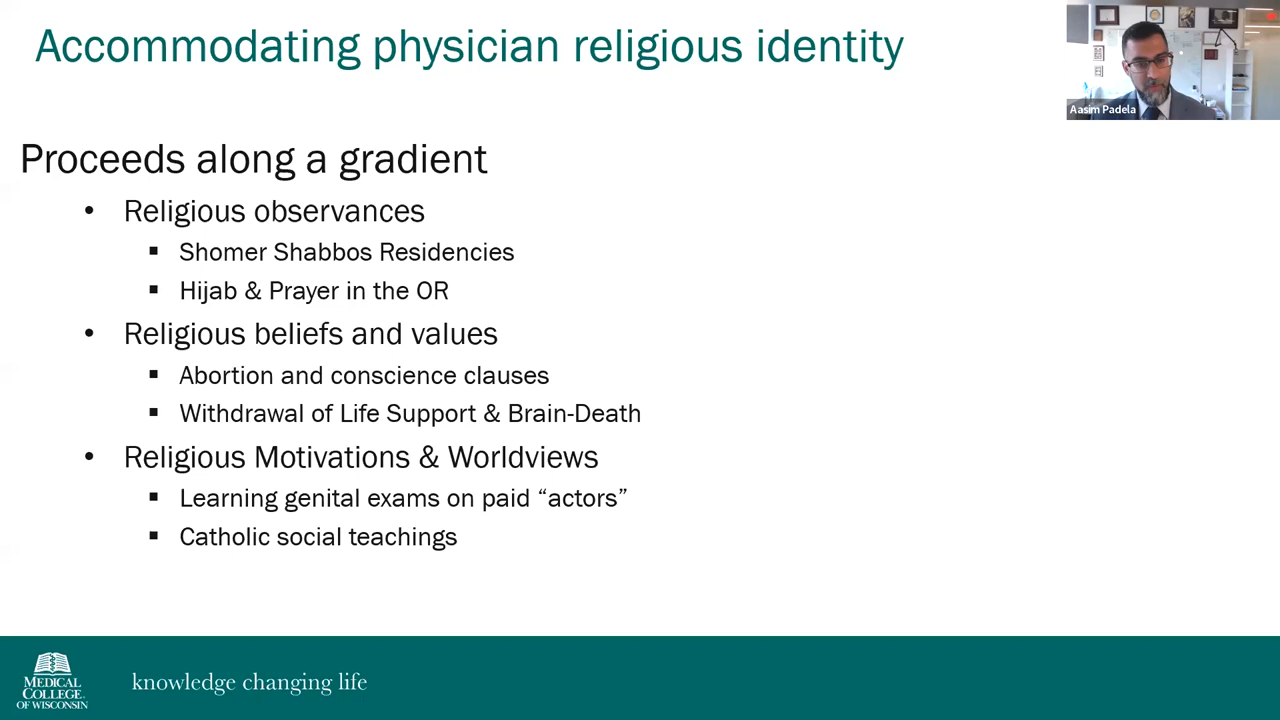 Accommodating physician religious identity
Aasim Padela
Proceeds along a gradient
• Religious observances
▪ Shomer Shabbos Residencies
▪ Hijab & Prayer in the OR
• Religious beliefs and values
▪ Abortion and conscience clauses
▪ Withdrawal of Life Support & Brain-Death
• Religious Motivations & Worldviews
▪ Learning genital exams on paid “actors”
▪ Catholic social teachings
MEDICAL
COLLEGE
OF WISCONSIN
knowledge changing life